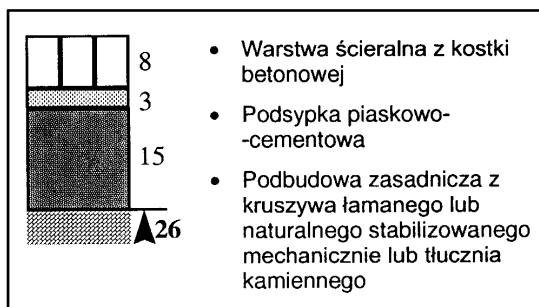 8
3
15
26
• Warstwa ścieralna z kostki
betonowej
• Podsypka piaskowo-
-cementowa
• Podbudowa zasadnicza z
kruszywa łamanego lub
naturalnego stabilizowanego
mechanicznie lub tłucznia
kamiennego